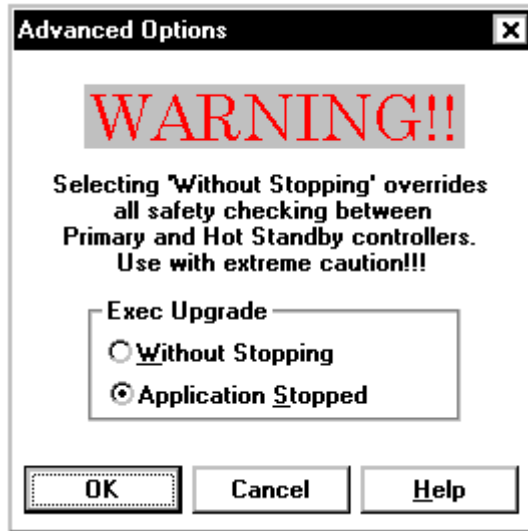 Advanced Options
WARNING!!
Selecting 'Without Stopping' overrides
all safety checking between
Primary and Hot Standby controllers.
Use with extreme caution!!!
Exec Upgrade
Without Stopping
Application Stopped
OK Cancel Help